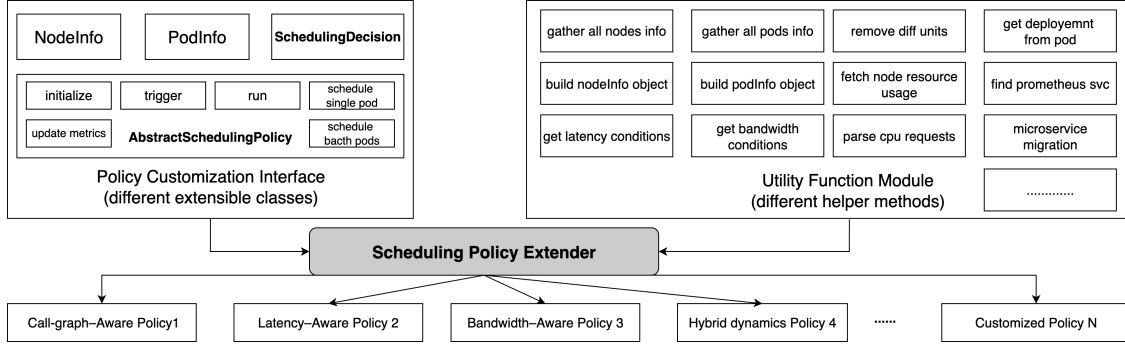 NodeInfo
PodInfo
SchedulingDecision
initialize
trigger
run
schedule
single pod
update metrics
AbstractSchedulingPolicy
schedule
bacth pods
Policy Customization Interface
(different extensible classes)
gather all nodes info
gather all pods info
remove diff units
get deployemnt
from pod
build nodeInfo object
build podInfo object
fetch node resource
usage
find prometheus svc
get latency conditions
get bandwidth
conditions
parse cpu requests
microservice
migration
Utility Function Module
(different helper methods)
.............
Scheduling Policy Extender
Call-graph–Aware Policy1
Latency–Aware Policy 2
Bandwidth–Aware Policy 3
Hybrid dynamics Policy 4
......
Customized Policy N